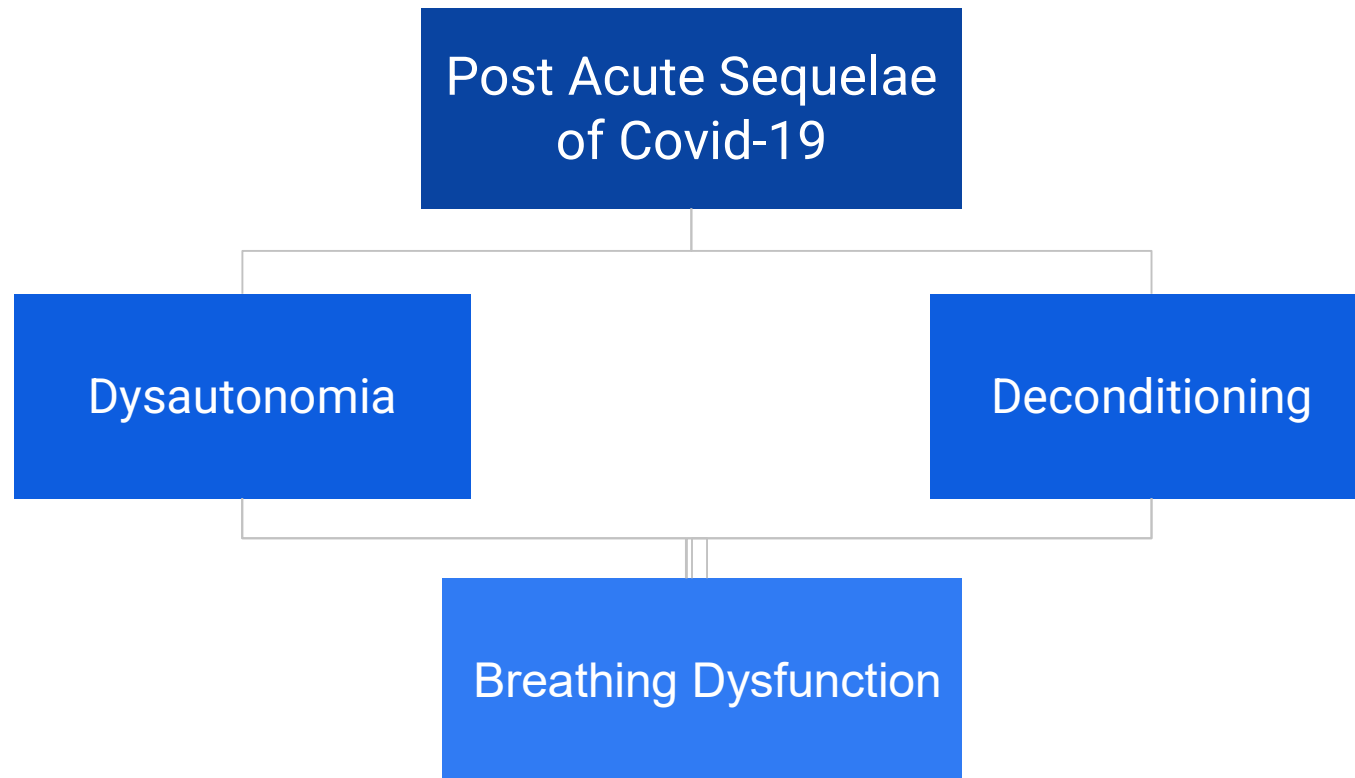 Post Acute Sequelae
of Covid-19
Dysautonomia
Deconditioning
Breathing Dysfunction